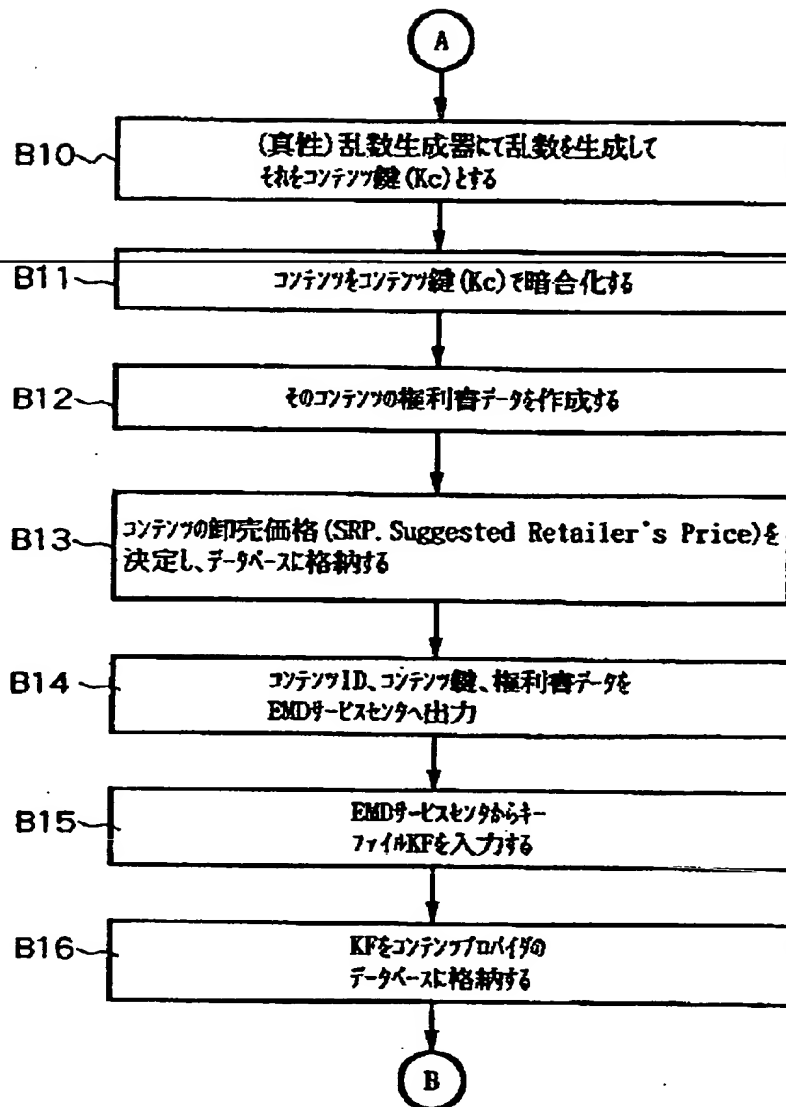 A
B10
(真性)乱数生成器にて乱数を生成して
それをコンテンツ鍵(Kc)とする
B11
コンテンツをコンテンツ鍵(Kc)で暗合化する
B12
そのコンテンツの権利書データを作成する
B13
コンテンツの卸売価格(SRP. Suggested Retailer's Price)を
決定し、データベースに格納する
B14
コンテンツID、コンテンツ鍵、権利書データを
EMDサービスセンタへ出力
B15
EMDサービスセンタからキー
ファイルKFを入力する
B16
KFをコンテンツプロバイダの
データベースに格納する
B